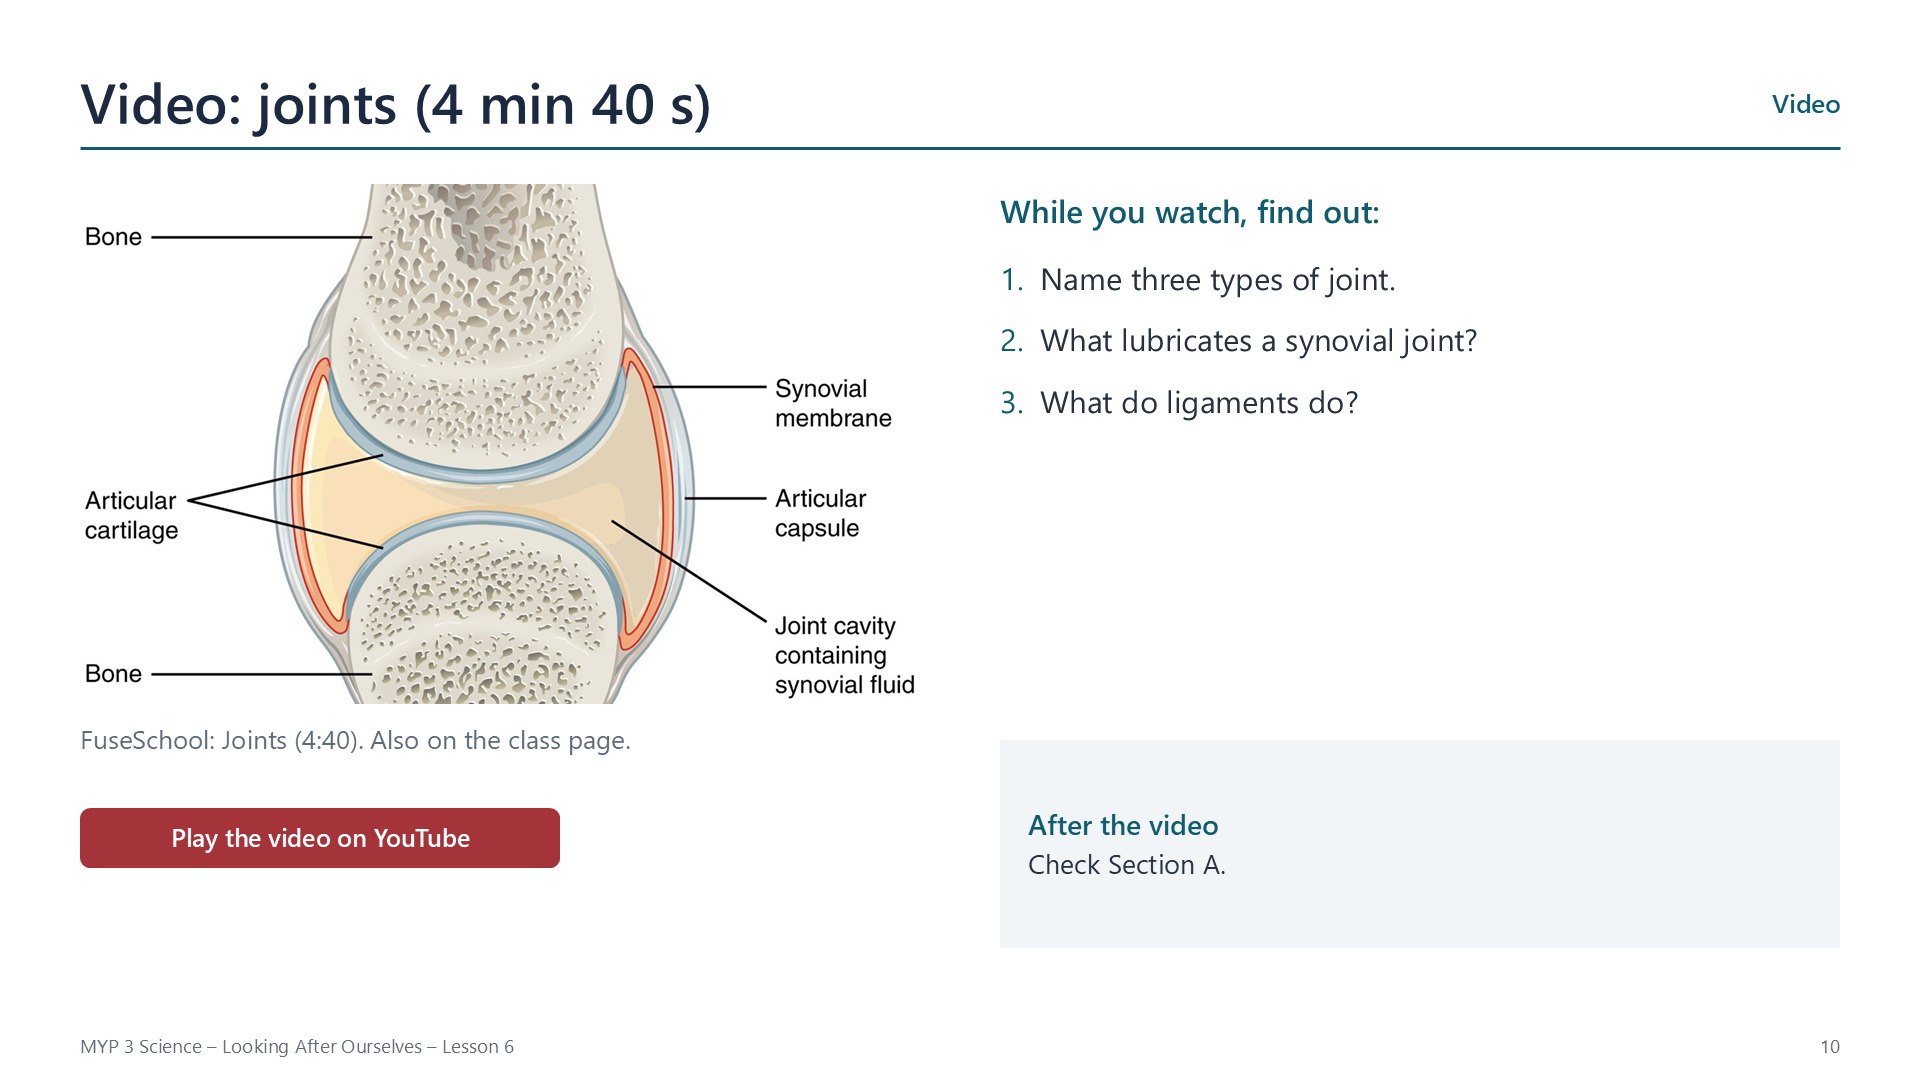 Video: joints (4 min 40 s)
Video
Bone
Synovial
membrane
Articular
cartilage
Articular
capsule
Joint cavity
containing
synovial fluid
Bone
FuseSchool: Joints (4:40). Also on the class page.
Play the video on YouTube
While you watch, find out:
1. Name three types of joint.
2. What lubricates a synovial joint?
3. What do ligaments do?
After the video
Check Section A.
MYP 3 Science – Looking After Ourselves – Lesson 6
10